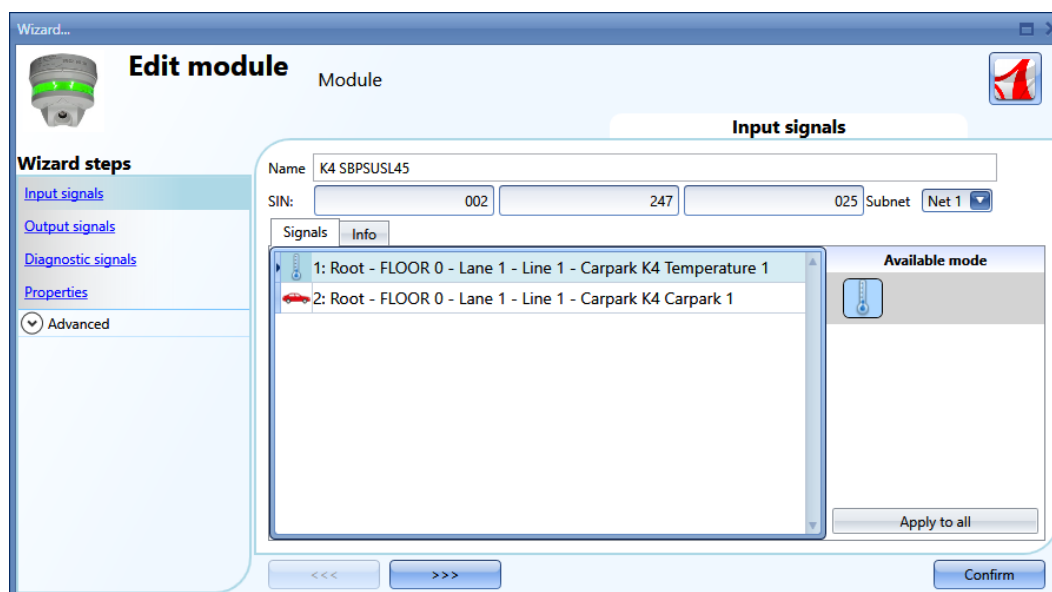 Wizard...
Edit module
Module
Input signals
Wizard steps
Input signals
Output signals
Diagnostic signals
Properties
Advanced
Name K4 SBPSUSL45
SIN: 002 247 025 Subnet Net 1
Signals Info
1: Root - FLOOR 0 - Lane 1 - Line 1 - Carpark K4 Temperature 1
2: Root - FLOOR 0 - Lane 1 - Line 1 - Carpark K4 Carpark 1
Available mode
Apply to all
<<< >>> Confirm